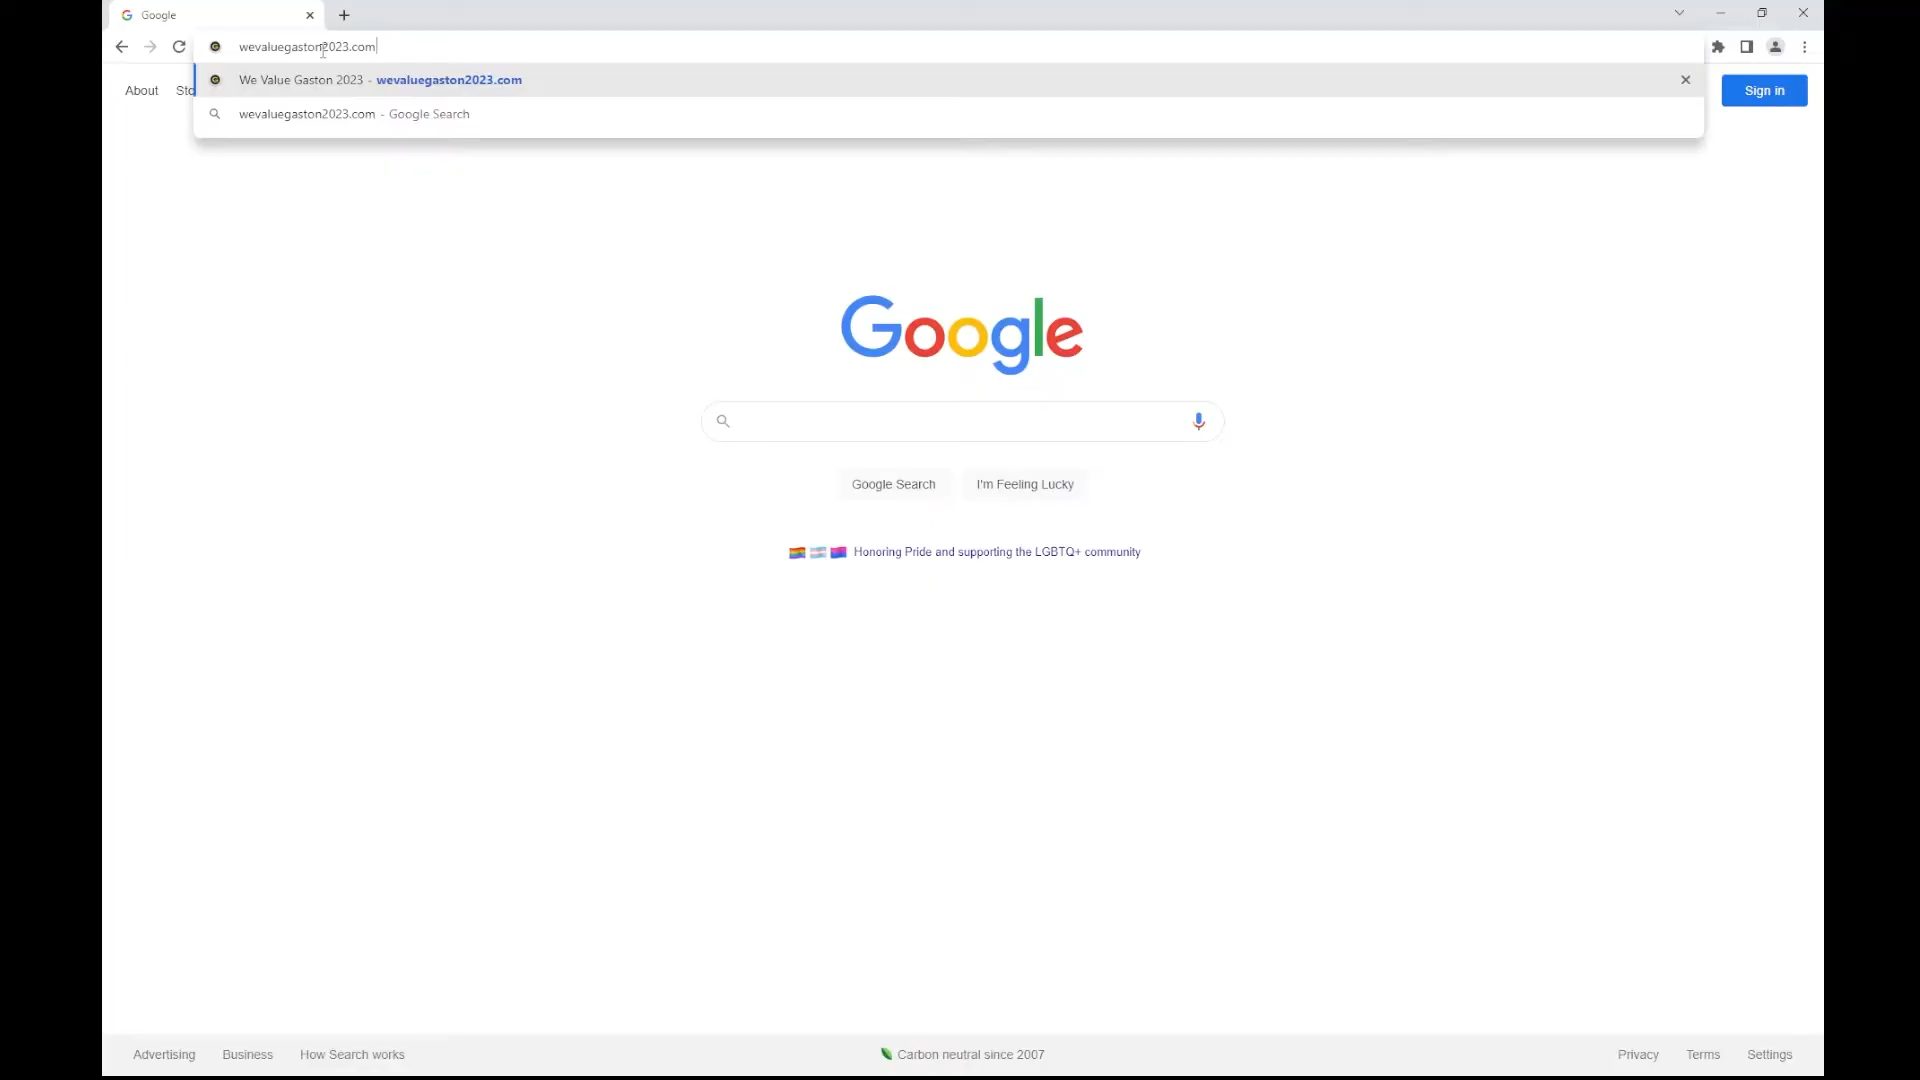 Google
wevaluegaston2023.com
We Value Gaston 2023 - wevaluegaston2023.com
wevaluegaston2023.com - Google Search
About Sto
Sign in
Google
Google Search I'm Feeling Lucky
Honoring Pride and supporting the LGBTQ+ community
Advertising Business How Search works
Carbon neutral since 2007
Privacy Terms Settings